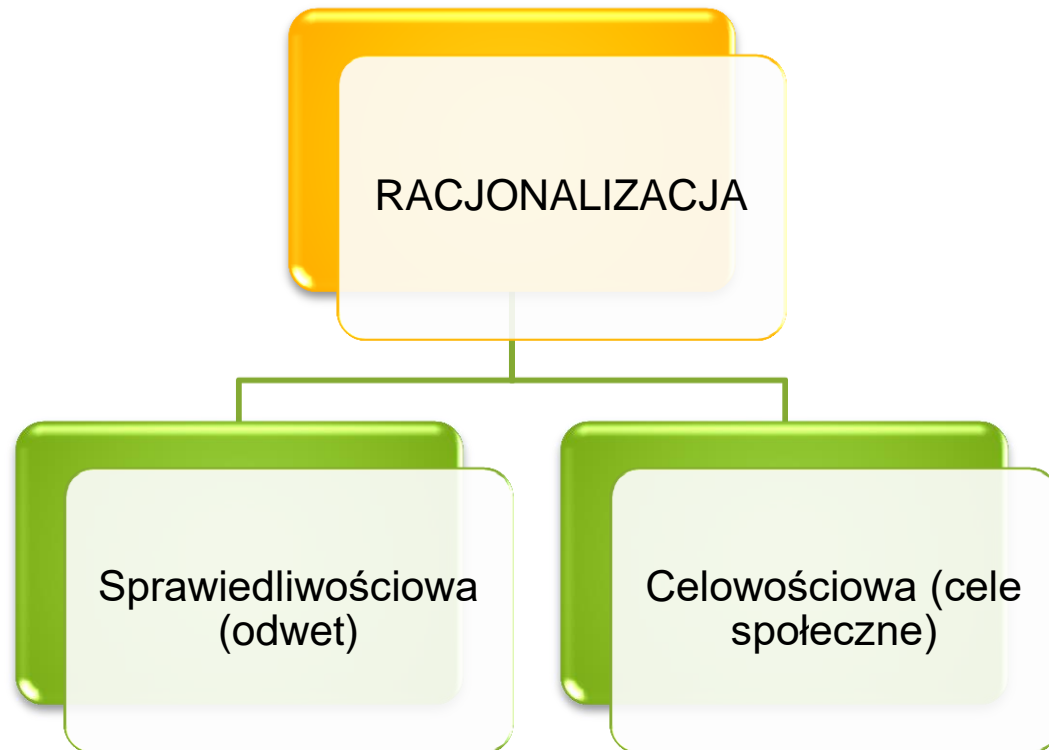 RACJONALIZACJA
Sprawiedliwościowa
(odwet)
Celowościowa (cele
społeczne)